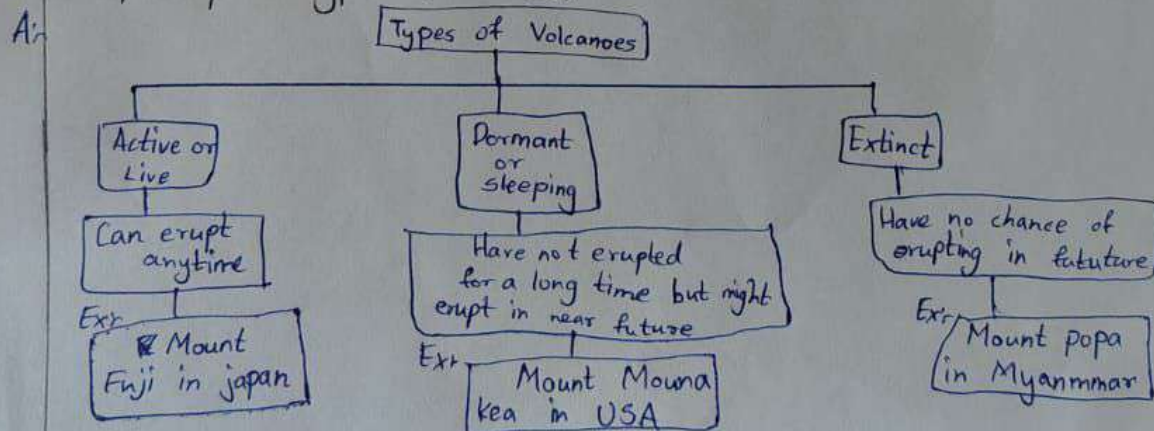 A:-
Types of Volcanoes
Active or
Live
Can erupt
anytime
Ex:-
Mount
Fuji in japan
Dormant
or
sleeping
Have not erupted
for a long time but might
erupt in near future
Ex:-
Mount Mouna
kea in USA
Extinct
Have no chance of
erupting in fututure
Ex:-
Mount popa
in Myanmmar